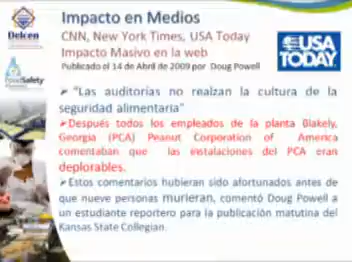 Delcen
FoodSafety
Impacto en Medios
CNN, New York Times, USA Today
Impacto Masivo en la web
Publicado el 14 de Abril de 2009 por Doug Powell
USA
TODAY
➢ "Las auditorías no realzan la cultura de la
seguridad alimentaria"
➢Después todos los empleados de la planta Blakely,
Georgia (PCA) Peanut Corporation of America
comentaban que las instalaciones del PCA eran
deplorables.
➢Estos comentarios hubieran sido afortunados antes de
que nueve personas murieran, comentó Doug Powell a
un estudiante reportero para la publicación matutina del
Kansas State Collegian.